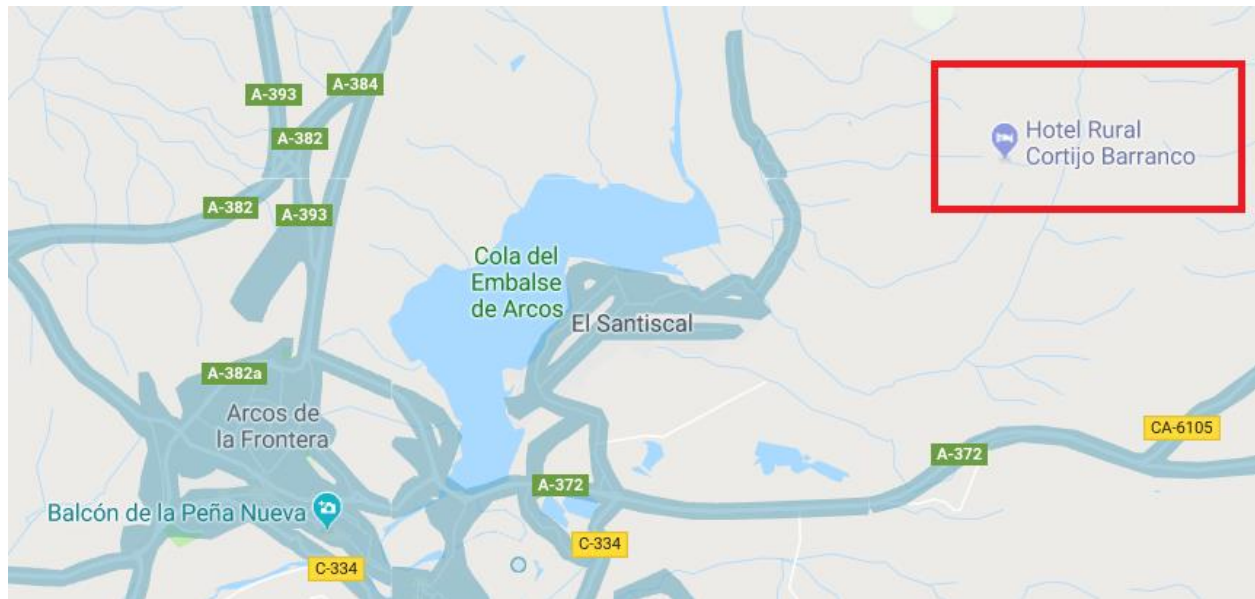 A-384
A-393
A-382
Hotel Rural
Cortijo Barranco
A-382
A-393
Cola del
Embalse
de Arcos
El Santiscal
A-382a
Arcos de
la Frontera
CA-6105
A-372
A-372
Balcón de la Peña Nueva
C-334
C-334